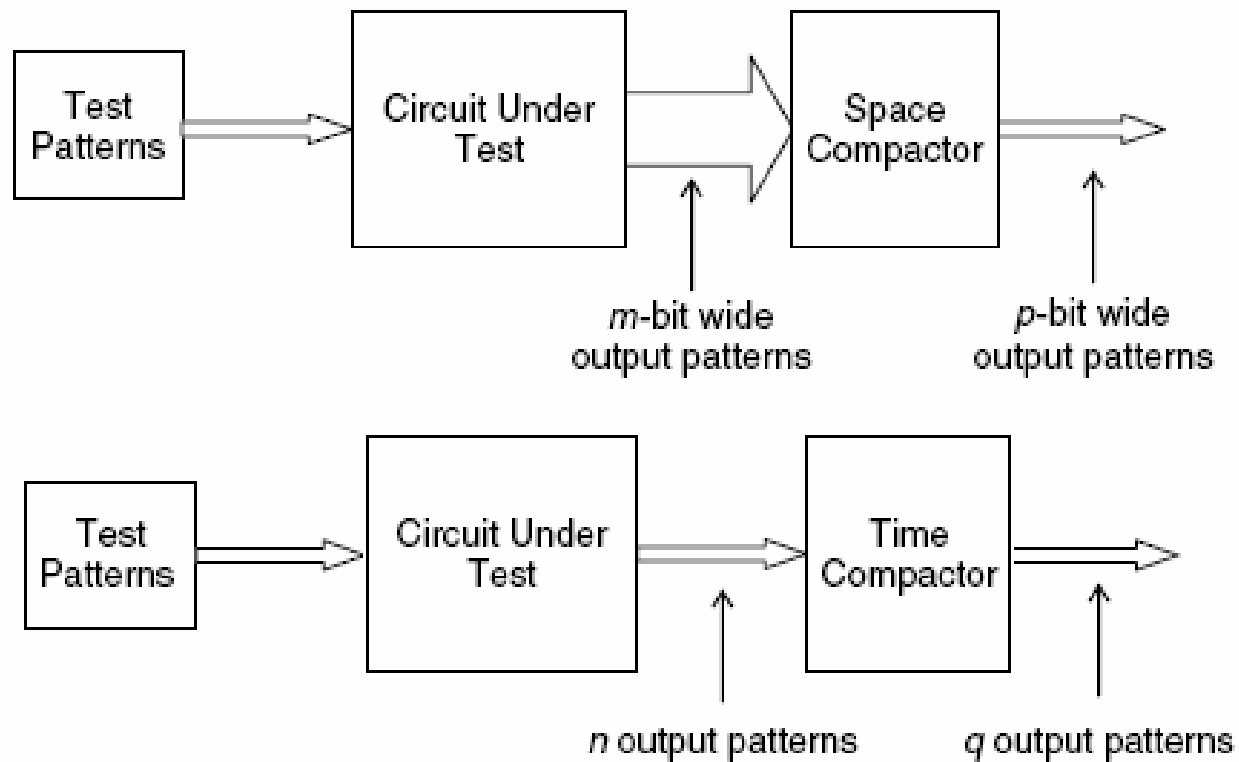 Test
Patterns
Circuit Under
Test
Space
Compactor
m-bit wide
output patterns
p-bit wide
output patterns
Test
Patterns
Circuit Under
Test
Time
Compactor
n output patterns
q output patterns